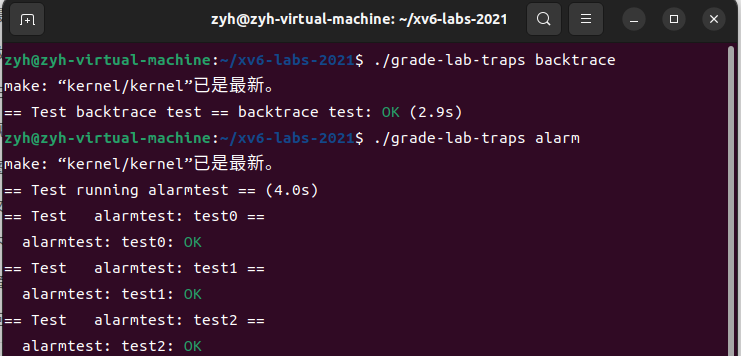 zyh@zyh-virtual-machine: ~/xv6-labs-2021
zyh@zyh-virtual-machine:~/xv6-labs-2021$ ./grade-lab-traps backtrace
make: “kernel/kernel”已是最新。
== Test backtrace test == backtrace test: OK (2.9s)
zyh@zyh-virtual-machine:~/xv6-labs-2021$ ./grade-lab-traps alarm
make: “kernel/kernel”已是最新。
== Test running alarmtest == (4.0s)
== Test   alarmtest: test0 ==
  alarmtest: test0: OK
== Test   alarmtest: test1 ==
  alarmtest: test1: OK
== Test   alarmtest: test2 ==
  alarmtest: test2: OK